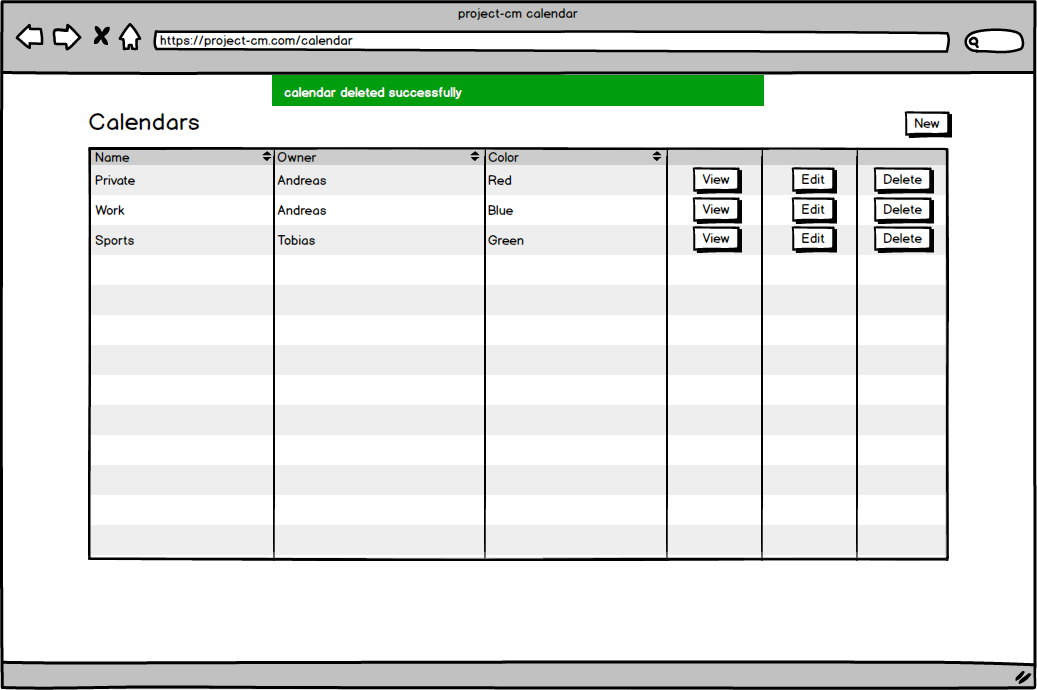 project-cm calendar
https://project-cm.com/calendar
calendar deleted successfully
Calendars
New
Name Owner Color
Private Andreas Red View Edit Delete
Work Andreas Blue View Edit Delete
Sports Tobias Green View Edit Delete